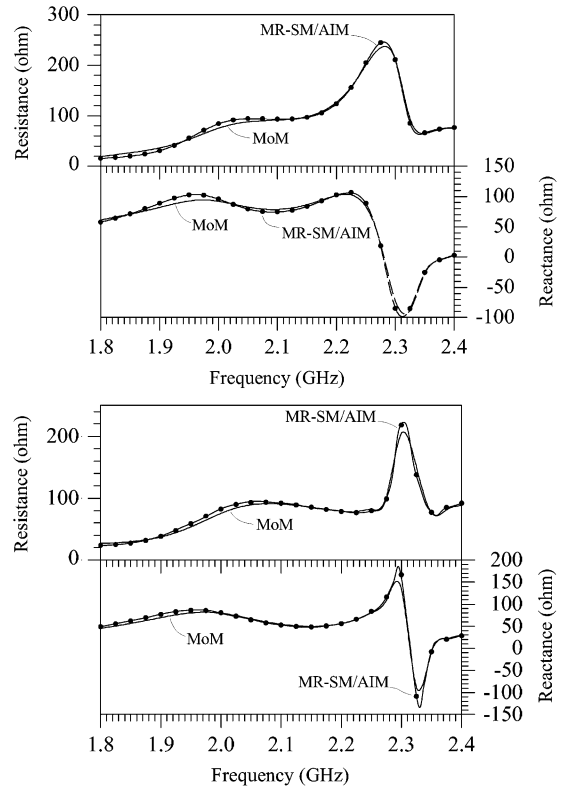 300
200
100
0
Resistance (ohm)
MR-SM/AIM
MoM
150
100
50
0
-50
-100
Reactance (ohm)
MoM
MR-SM/AIM
1.8 1.9 2.0 2.1 2.2 2.3 2.4
Frequency (GHz)
200
100
0
Resistance (ohm)
MR-SM/AIM
MoM
200
150
100
50
0
-50
-100
-150
Reactance (ohm)
MoM
MR-SM/AIM
1.8 1.9 2.0 2.1 2.2 2.3 2.4
Frequency (GHz)